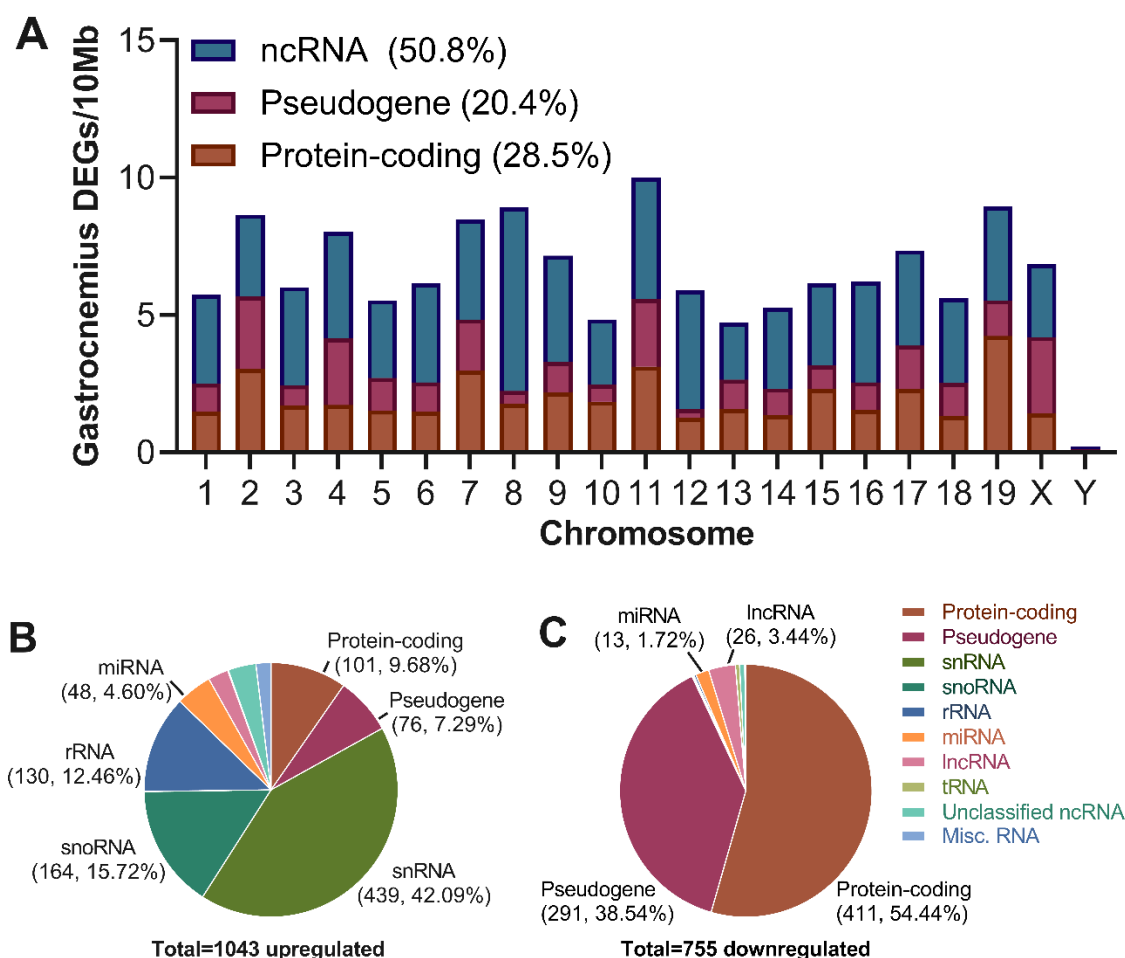 A
Gastrocnemius DEGs/10Mb
15
10
5
0
ncRNA (50.8%)
Pseudogene (20.4%)
Protein-coding (28.5%)
1 2 3 4 5 6 7 8 9 10 11 12 13 14 15 16 17 18 19 X Y
Chromosome
B
Protein-coding
(101, 9.68%)
Pseudogene
(76, 7.29%)
snRNA
(439, 42.09%)
snoRNA
(164, 15.72%)
rRNA
(130, 12.46%)
miRNA
(48, 4.60%)
Total=1043 upregulated
C
miRNA
(13, 1.72%)
lncRNA
(26, 3.44%)
Pseudogene
(291, 38.54%)
Protein-coding
(411, 54.44%)
Total=755 downregulated
Protein-coding
Pseudogene
snRNA
snoRNA
rRNA
miRNA
lncRNA
tRNA
Unclassified ncRNA
Misc. RNA